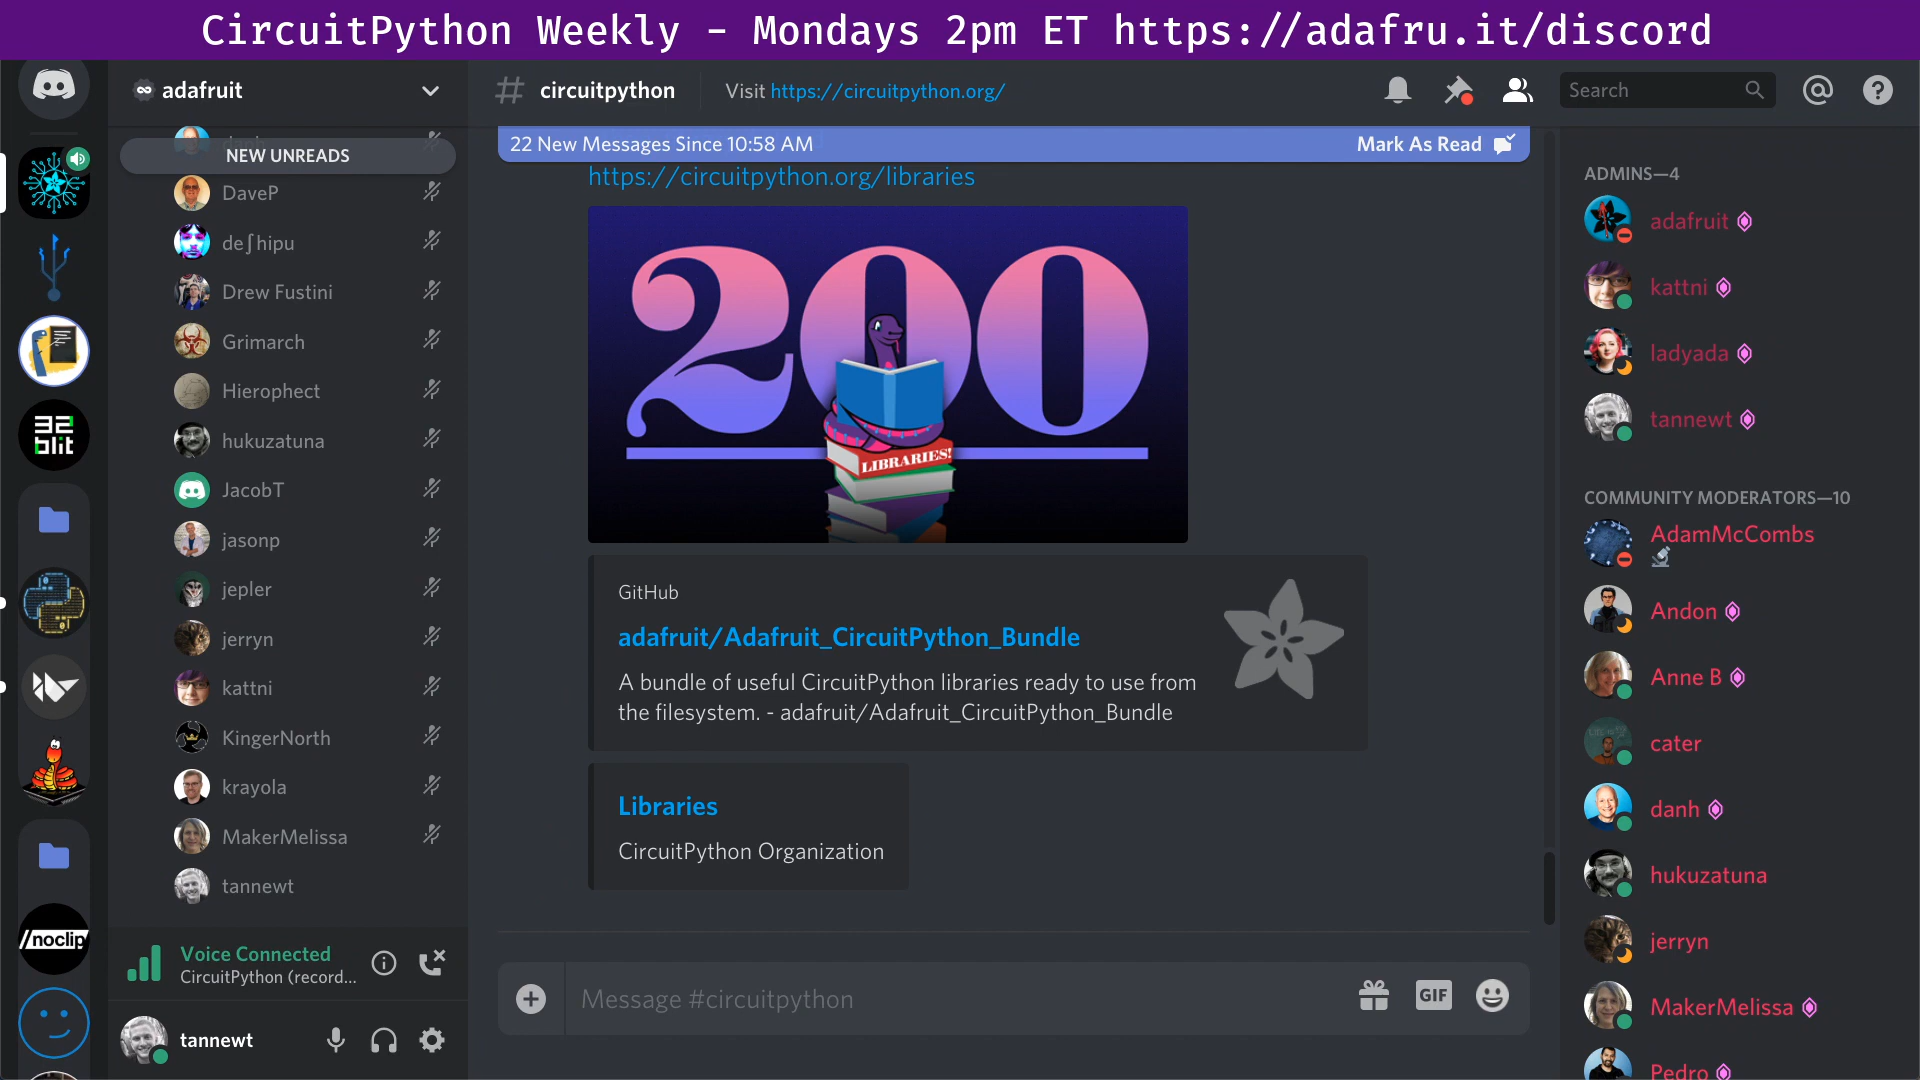 CircuitPython Weekly – Mondays 2pm ET https://adafru.it/discord
adafruit
NEW UNREADS
DaveP
de∫hipu
Drew Fustini
Grimarch
Hierophect
hukuzatuna
JacobT
jasonp
jepler
jerryn
kattni
KingerNorth
krayola
MakerMelissa
tannewt
Voice Connected
CircuitPython (record...
tannewt
32
blit
/noclip
circuitpython
Visit https://circuitpython.org/
Search
22 New Messages Since 10:58 AM
Mark As Read
https://circuitpython.org/libraries
200
LIBRARIES!
GitHub
adafruit/Adafruit_CircuitPython_Bundle
A bundle of useful CircuitPython libraries ready to use from
the filesystem. - adafruit/Adafruit_CircuitPython_Bundle
Libraries
CircuitPython Organization
Message #circuitpython
GIF
ADMINS—4
adafruit
kattni
ladyada
tannewt
COMMUNITY MODERATORS—10
AdamMcCombs
Andon
Anne B
cater
danh
hukuzatuna
jerryn
MakerMelissa
Pedro